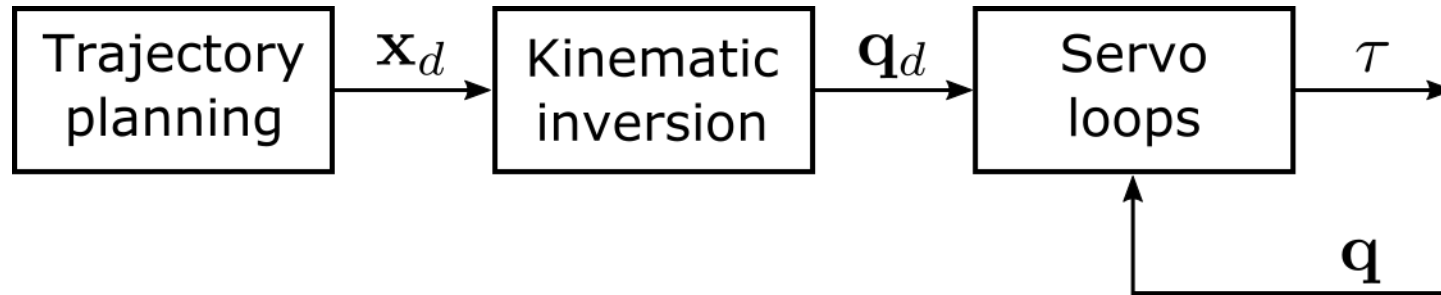 Trajectory
planning
x_d
Kinematic
inversion
q_d
Servo
loops
τ
q